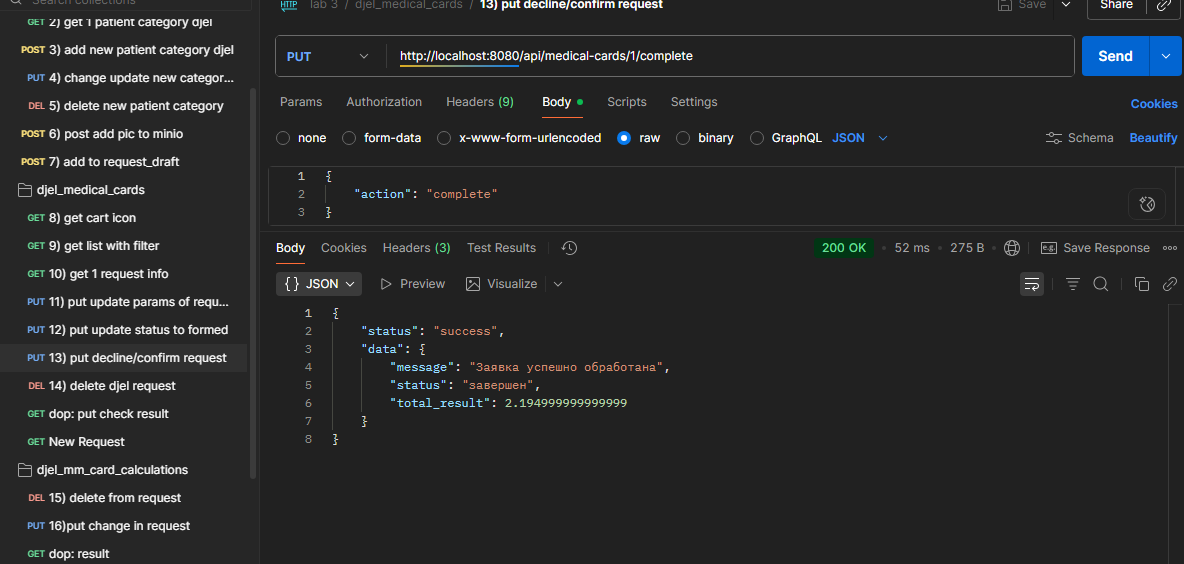 Search collections
GET 2) get 1 patient category djel
POST 3) add new patient category djel
PUT 4) change update new categor...
DEL 5) delete new patient category
POST 6) post add pic to minio
POST 7) add to request_draft
djel_medical_cards
GET 8) get cart icon
GET 9) get list with filter
GET 10) get 1 request info
PUT 11) put update params of requ...
PUT 12) put update status to formed
PUT 13) put decline/confirm request
DEL 14) delete djel request
GET dop: put check result
GET New Request
djel_mm_card_calculations
DEL 15) delete from request
PUT 16)put change in request
GET dop: result
HTTP lab 3 / djel_medical_cards / 13) put decline/confirm request
Save
Share
PUT http://localhost:8080/api/medical-cards/1/complete
Send
Params Authorization Headers (9) Body Scripts Settings
Cookies
none form-data x-www-form-urlencoded raw binary GraphQL JSON
Schema Beautify
1 {
2 "action": "complete"
3 }
Body Cookies Headers (3) Test Results
200 OK • 52 ms • 275 B • e.g. Save Response
{} JSON Preview Visualize
1 {
2 "status": "success",
3 "data": {
4 "message": "Заявка успешно обработана",
5 "status": "завершен",
6 "total_result": 2.194999999999999
7 }
8 }